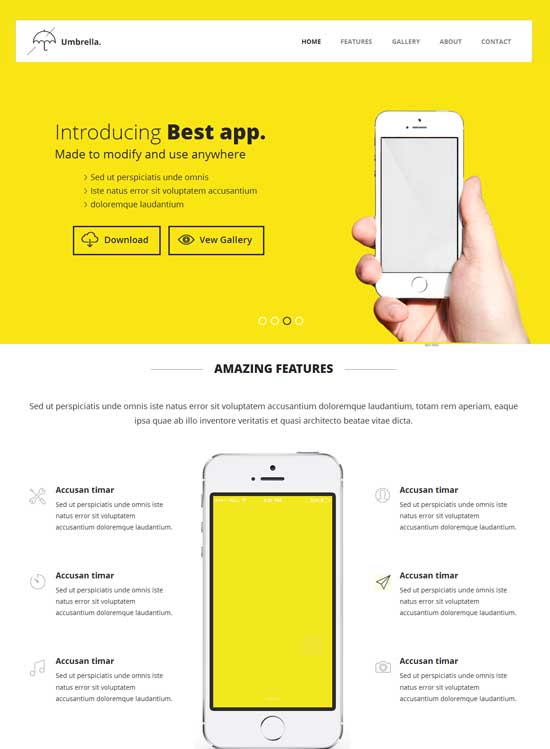 Umbrella.
HOME FEATURES GALLERY ABOUT CONTACT
Introducing Best app.
Made to modify and use anywhere
Sed ut perspiciatis unde omnis
Iste natus error sit voluptatem accusantium
doloremque laudantium
Download
Vew Gallery
AMAZING FEATURES
Sed ut perspiciatis unde omnis iste natus error sit voluptatem accusantium doloremque laudantium, totam rem aperiam, eaque
ipsa quae ab illo inventore veritatis et quasi architecto beatae vitae dicta.
Accusan timar
Sed ut perspiciatis unde omnis iste
natus error sit voluptatem
accusantium doloremque laudantium.
Accusan timar
Sed ut perspiciatis unde omnis iste
natus error sit voluptatem
accusantium doloremque laudantium.
Accusan timar
Sed ut perspiciatis unde omnis iste
natus error sit voluptatem
accusantium doloremque laudantium.
Accusan timar
Sed ut perspiciatis unde omnis iste
natus error sit voluptatem
accusantium doloremque laudantium.
Accusan timar
Sed ut perspiciatis unde omnis iste
natus error sit voluptatem
accusantium doloremque laudantium.
Accusan timar
Sed ut perspiciatis unde omnis iste
natus error sit voluptatem
accusantium doloremque laudantium.